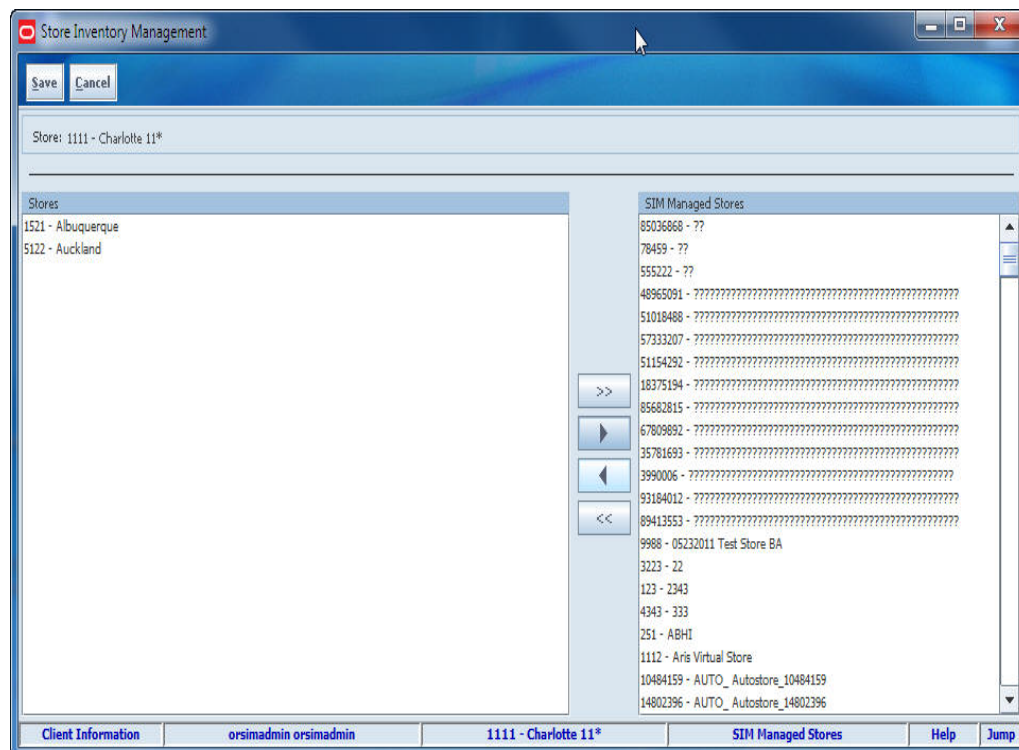 Store Inventory Management
Save Cancel
Store: 1111 - Charlotte 11*
Stores
1521 - Albuquerque
5122 - Auckland
>>
<<
SIM Managed Stores
85036868 - ??
78459 - ??
555222 - ??
48965091 - ??????????????????????????????????????????????????
51018488 - ??????????????????????????????????????????????????
57333207 - ??????????????????????????????????????????????????
51154292 - ??????????????????????????????????????????????????
18375194 - ??????????????????????????????????????????????????
85682815 - ??????????????????????????????????????????????????
67809892 - ??????????????????????????????????????????????????
35781693 - ??????????????????????????????????????????????????
3990006 - ??????????????????????????????????????????????????
93184012 - ??????????????????????????????????????????????????
89413553 - ??????????????????????????????????????????????????
9988 - 05232011 Test Store BA
3223 - 22
123 - 2343
4343 - 333
251 - ABHI
1112 - Aris Virtual Store
10484159 - AUTO_ Autostore_10484159
14802396 - AUTO_ Autostore_14802396
Client Information orsimadmin orsimadmin 1111 - Charlotte 11* SIM Managed Stores Help Jump